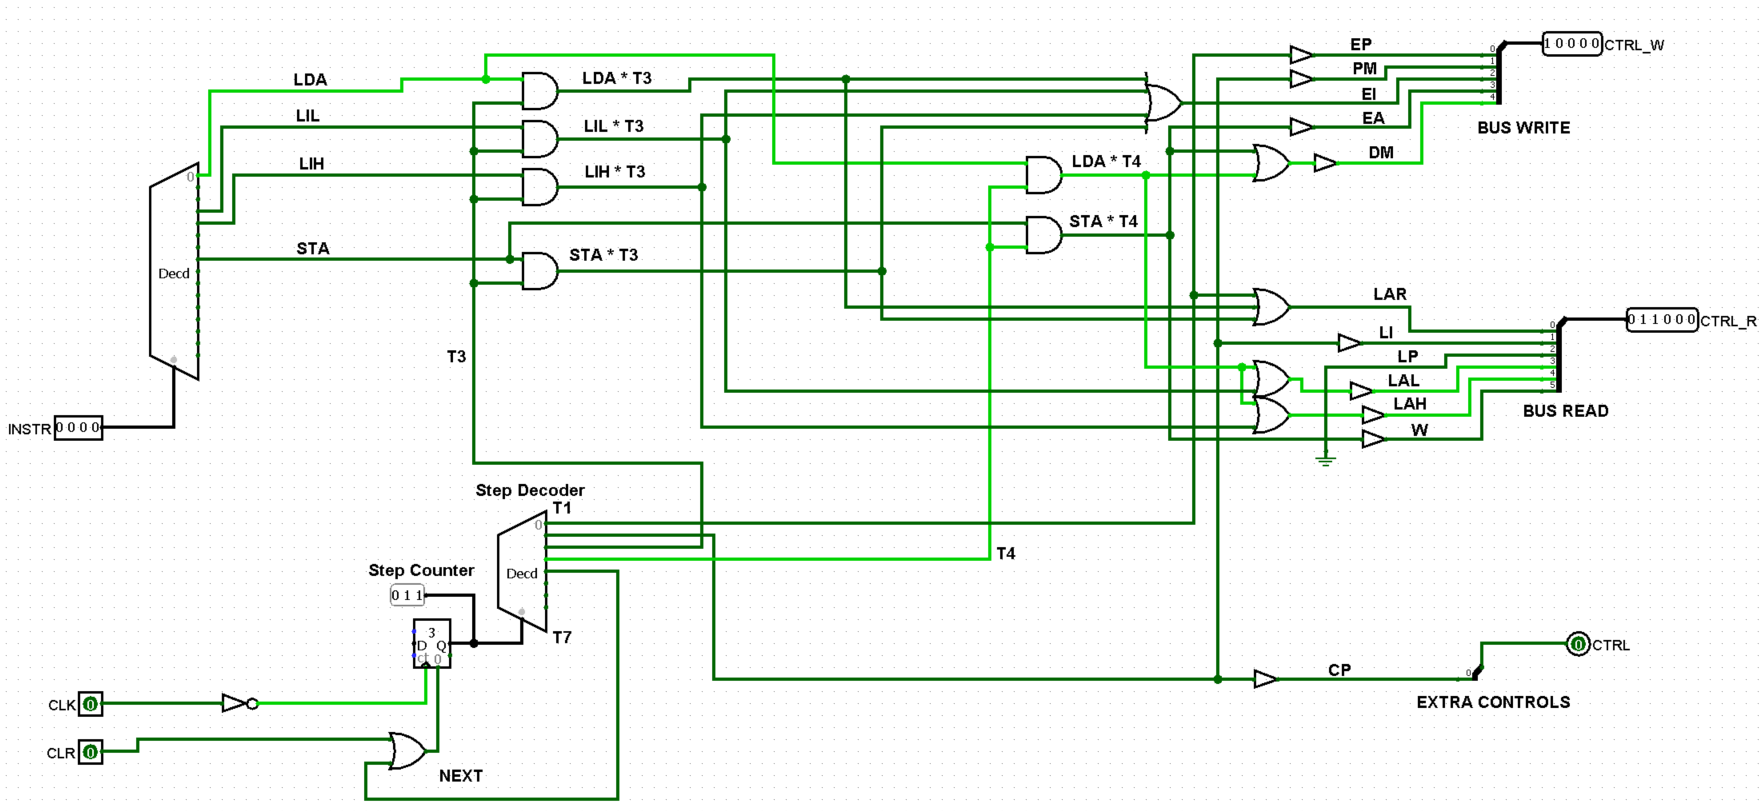 EP
1 0 0 0 0 CTRL_W
0
1
2
3
4
PM
EI
EA
BUS WRITE
DM
LDA
LDA * T3
LIL
LIL * T3
LIH
LIH * T3
LDA * T4
STA * T4
STA
STA * T3
0
Decd
LAR
0 1 1 0 0 0 CTRL_R
0
1
2
3
4
5
LI
LP
LAL
LAH
W
BUS READ
T3
INSTR 0 0 0 0
Step Decoder
T1
0
Decd
T4
T7
Step Counter
0 1 1
3
D Q
ct 0
CLK 0
CLR 0
NEXT
CP
0
0 CTRL
EXTRA CONTROLS